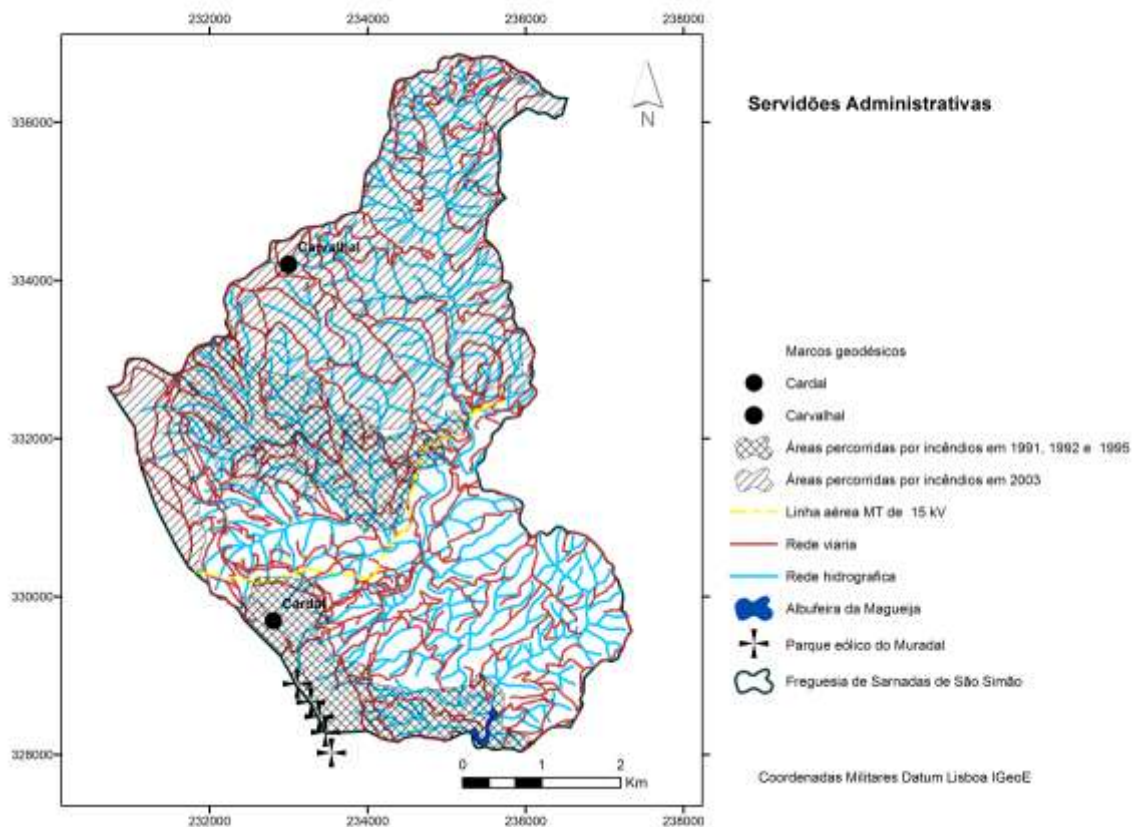 232000 234000 236000 238000
336000
N
Servidões Administrativas
Carvalhal
334000
Marcos geodésicos
Cardal
Carvalhal
332000
Áreas percorridas por incêndios em 1991, 1992 e 1995
Áreas percorridas por incêndios em 2003
Linha aérea MT de 15 kV
Rede viaria
Rede hidrografica
330000
Cardal
Albufeira da Magueija
Parque eólico do Muradal
Freguesia de Sarnadas de São Simão
328000
0 1 2
Km
Coordenadas Militares Datum Lisboa IGeoE
232000 234000 236000 238000